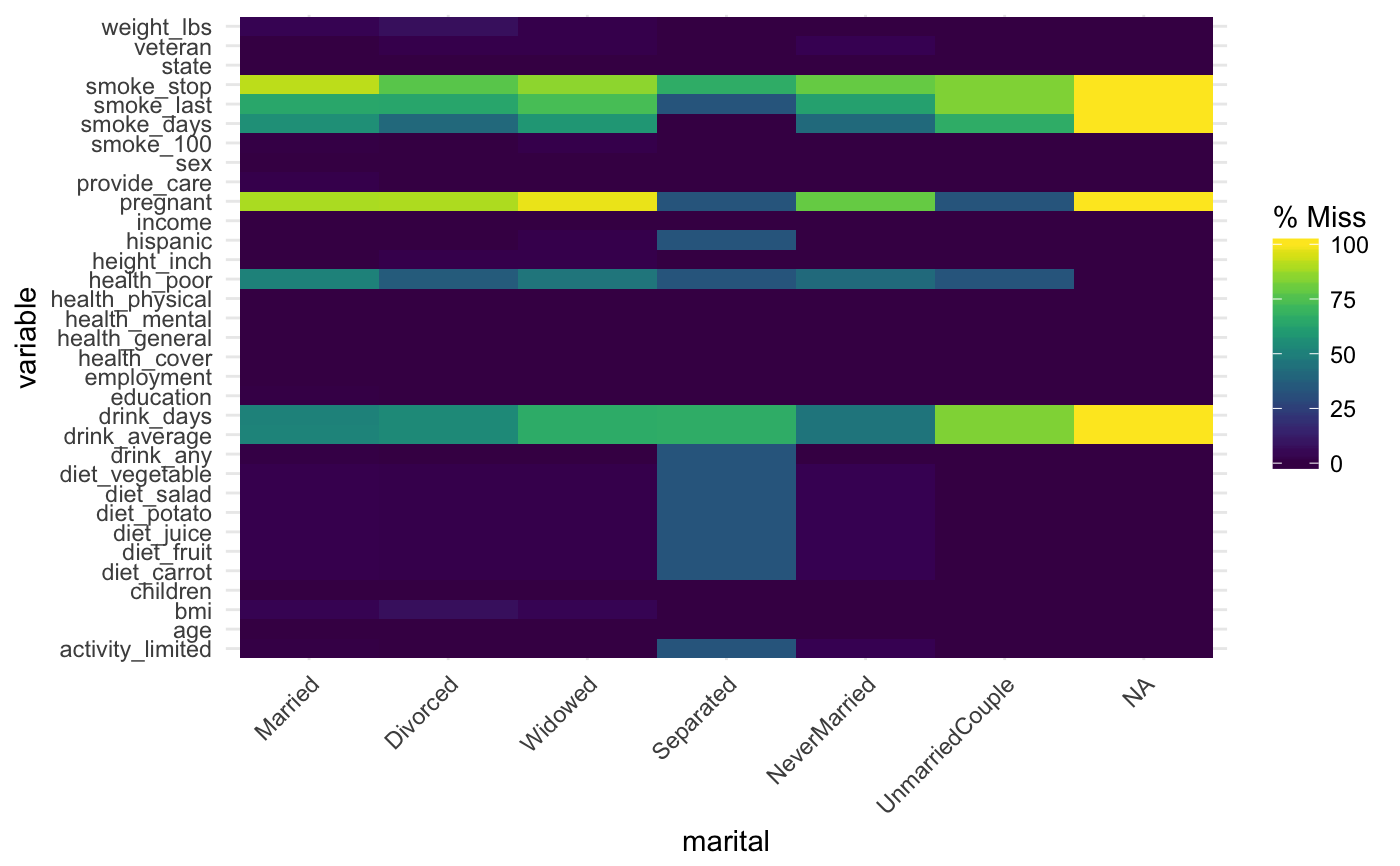 weight_lbs
veteran
state
smoke_stop
smoke_last
smoke_days
smoke_100
sex
provide_care
pregnant
income
hispanic
height_inch
health_poor
health_physical
health_mental
health_general
health_cover
employment
education
drink_days
drink_average
drink_any
diet_vegetable
diet_salad
diet_potato
diet_juice
diet_fruit
diet_carrot
children
bmi
age
activity_limited
variable
Married
Divorced
Widowed
Separated
NeverMarried
UnmarriedCouple
NA
marital
% Miss
100
75
50
25
0